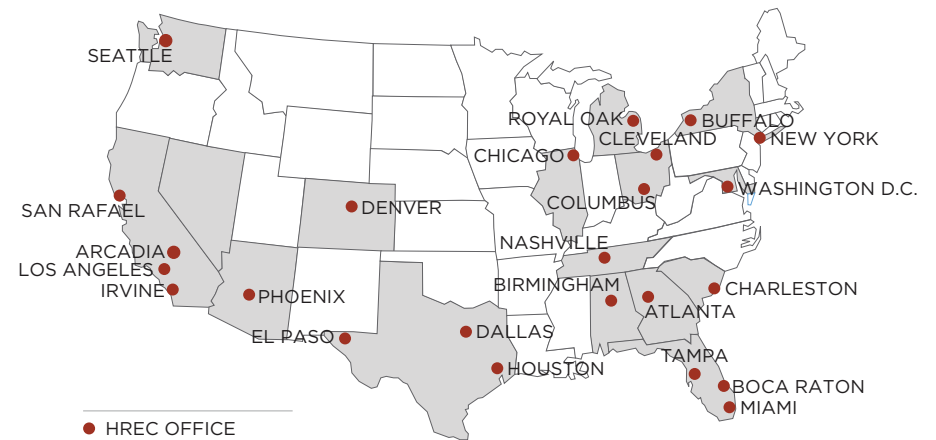 SEATTLE
ROYAL OAK
BUFFALO
CLEVELAND
NEW YORK
CHICAGO
WASHINGTON D.C.
COLUMBUS
SAN RAFAEL
DENVER
NASHVILLE
ARCADIA
LOS ANGELES
BIRMINGHAM
IRVINE
PHOENIX
CHARLESTON
ATLANTA
EL PASO
DALLAS
TAMPA
HOUSTON
BOCA RATON
MIAMI
HREC OFFICE